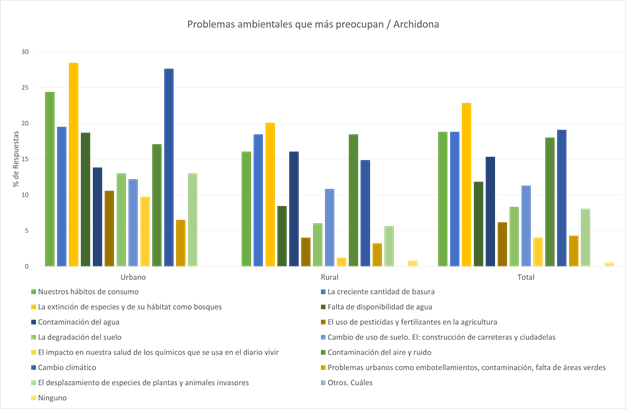 Problemas ambientales que más preocupan / Archidona
30
25
20
15
10
5
0
% de Respuestas
Urbano Rural Total
Nuestros hábitos de consumo La creciente cantidad de basura
La extinción de especies y de su hábitat como bosques Falta de disponibilidad de agua
Contaminación del agua El uso de pesticidas y fertilizantes en la agricultura
La degradación del suelo Cambio de uso de suelo. El: construcción de carreteras y ciudadelas
El impacto en nuestra salud de los químicos que se usa en el diario vivir Contaminación del aire y ruido
Cambio climático Problemas urbanos como embotellamientos, contaminación, falta de áreas verdes
El desplazamiento de especies de plantas y animales invasores Otros. Cuáles
Ninguno